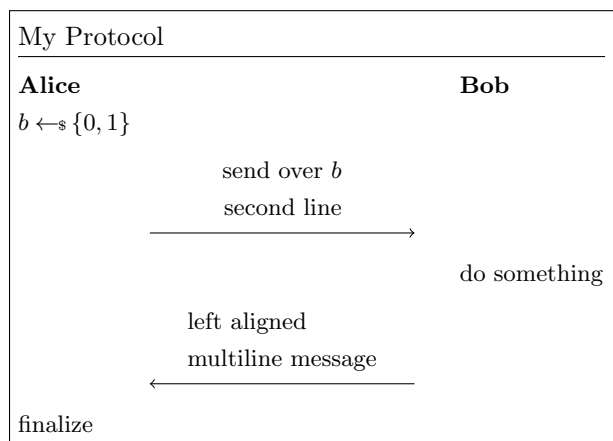 My Protocol
Alice Bob
b ←$ {0, 1}
send over b
second line
do something
left aligned
multiline message
finalize